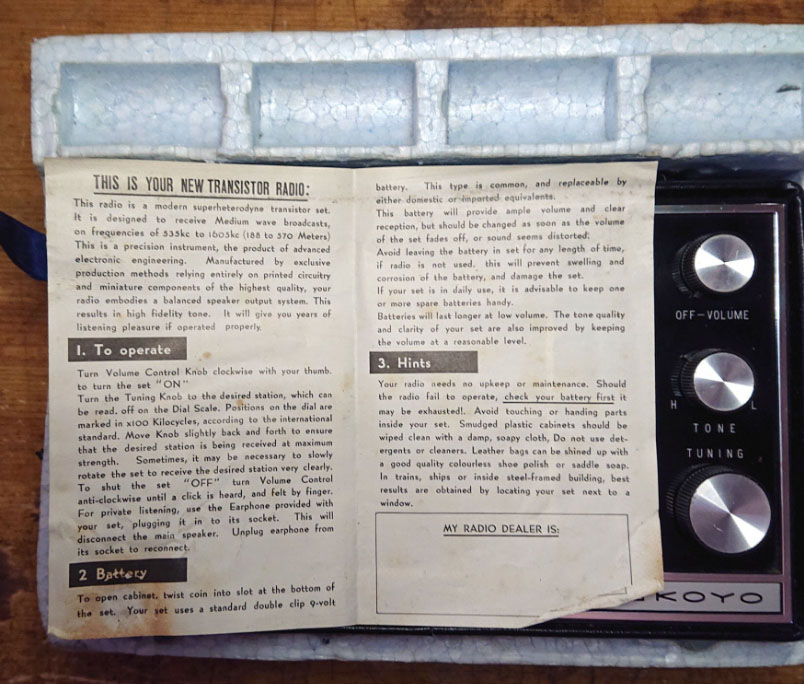 THIS IS YOUR NEW TRANSISTOR RADIO:
This radio is a modern superheterodyne transistor set.
It is designed to receive Medium wave broadcasts,
on frequencies of 535kc to 1605kc (188 to 570 Meters)
This is a precision instrument, the product of advanced
electronic engineering. Manufactured by exclusive
production methods relying entirely on printed circuitry
and miniature components of the highest quality, your
radio embodies a balanced speaker output system. This
results in high fidelity tone. It will give you years of
listening pleasure if operated properly.
1. To operate
Turn Volume Control Knob clockwise with your thumb.
to turn the set "ON"
Turn the Tuning Knob to the desired station, which can
be read. off on the Dial Scale. Positions on the dial are
marked in x100 Kilocycles, according to the international
standard. Move Knob slightly back and forth to ensure
that the desired station is being received at maximum
strength. Sometimes, it may be necessary to slowly
rotate the set to receive the desired station very clearly.
To shut the set "OFF" turn Volume Control
anti-clockwise until a click is heard, and felt by finger.
For private listening, use the Earphone provided with
your set, plugging it in to its socket. This will
disconnect the main speaker. Unplug earphone from
its socket to reconnect.
2 Battery
To open cabinet, twist coin into slot at the bottom of
the set. Your set uses a standard double clip 9-volt
battery. This type is common, and replaceable by
either domestic or imported equivalents.
This battery will provide ample volume and clear
reception, but should be changed as soon as the volume
of the set fades off, or sound seems distorted.
Avoid leaving the battery in set for any length of time,
if radio is not used. this will prevent swelling and
corrosion of the battery, and damage the set.
If your set is in daily use, it is advisable to keep one
or more spare batteries handy.
Batteries will last longer at low volume. The tone quality
and clarity of your set are also improved by keeping
the volume at a reasonable level.
3. Hints
Your radio needs no upkeep or maintenance. Should
the radio fail to operate, check your battery first it
may be exhausted!. Avoid touching or handing parts
inside your set. Smudged plastic cabinets should be
wiped clean with a damp, soapy cloth, Do not use det-
ergents or cleaners. Leather bags can be shined up with
a good quality colourless shoe polish or saddle soap.
In trains, ships or inside steel-framed building, best
results are obtained by locating your set next to a
window.
MY RADIO DEALER IS:
OFF-VOLUME
H L
TONE
TUNING
KOYO